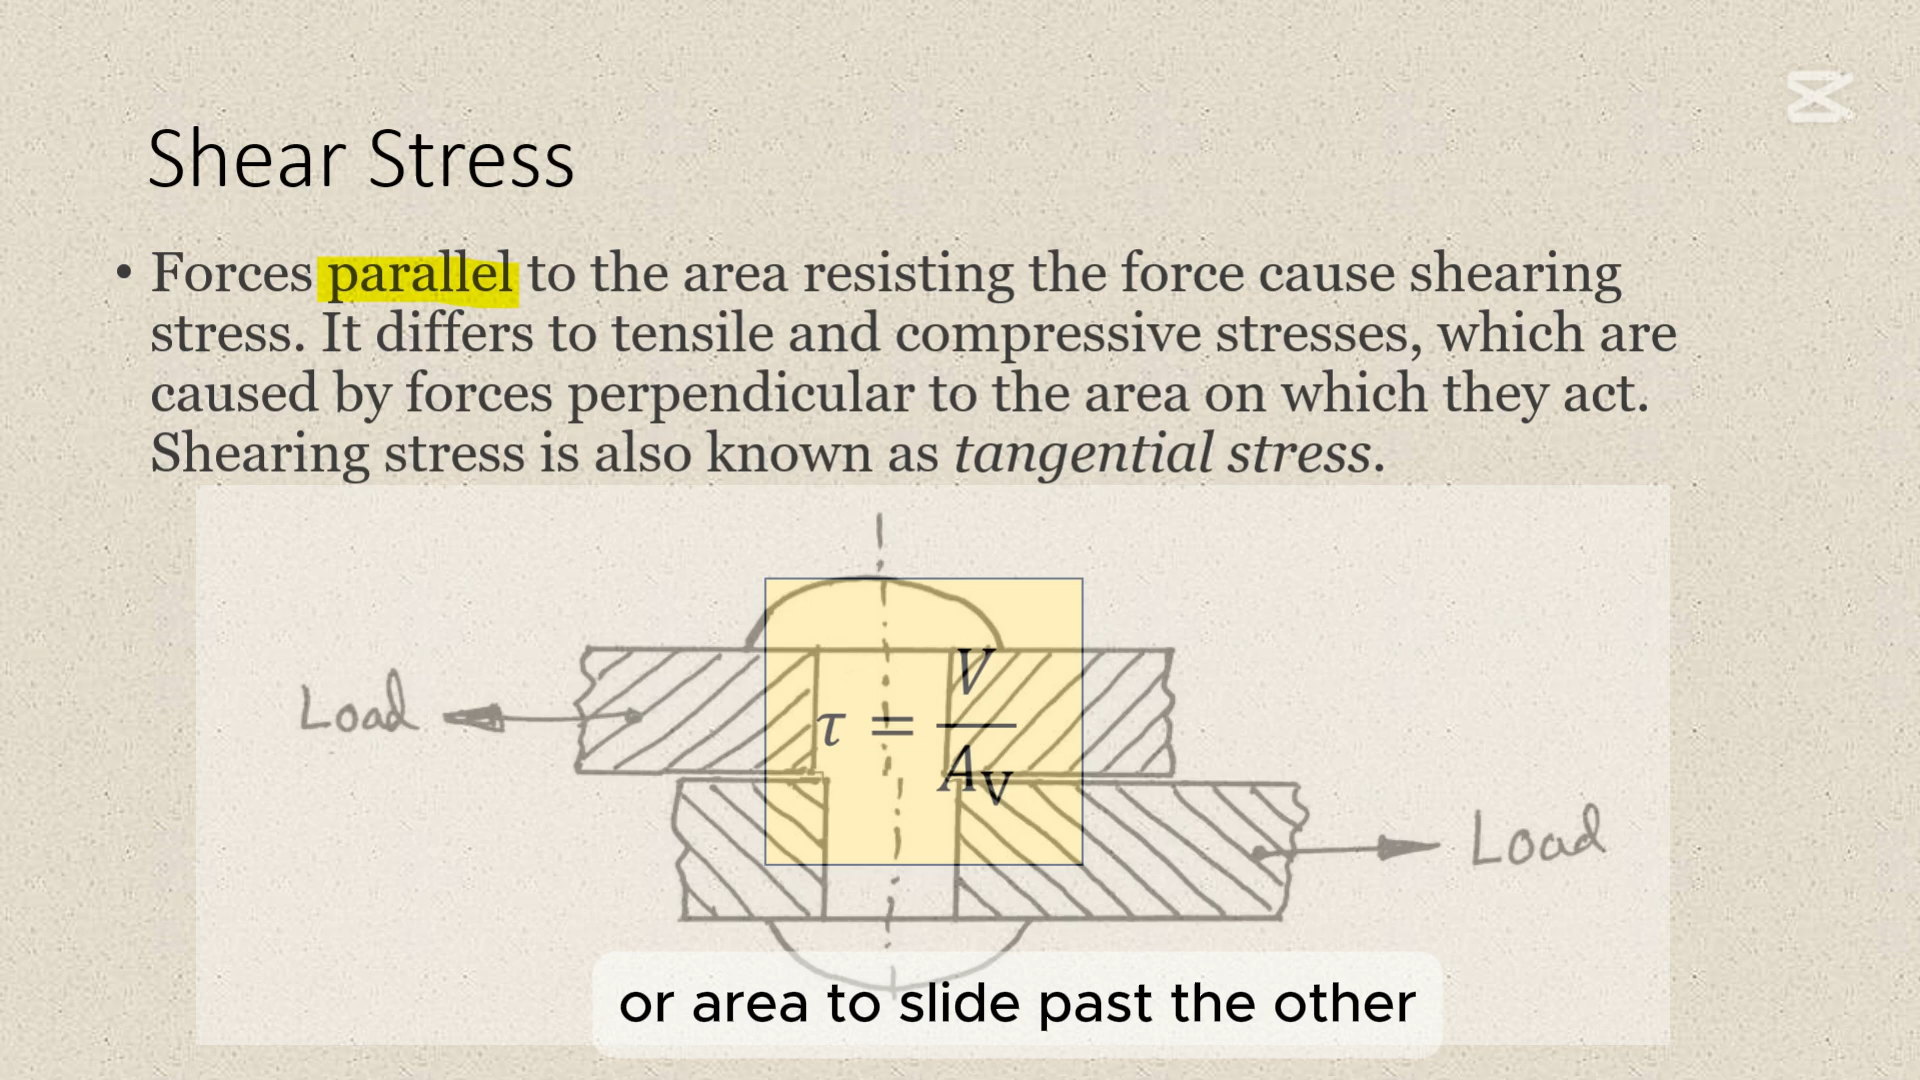 Shear Stress
• Forces parallel to the area resisting the force cause shearing
stress. It differs to tensile and compressive stresses, which are
caused by forces perpendicular to the area on which they act.
Shearing stress is also known as tangential stress.
Load
τ = V / A_V
Load
or area to slide past the other